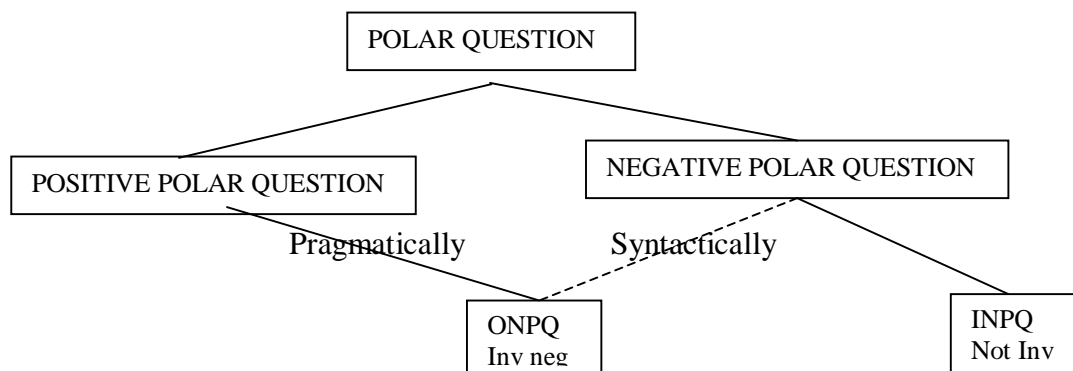 POLAR QUESTION
POSITIVE POLAR QUESTION
NEGATIVE POLAR QUESTION
Pragmatically
Syntactically
ONPQ
Inv neg
INPQ
Not Inv